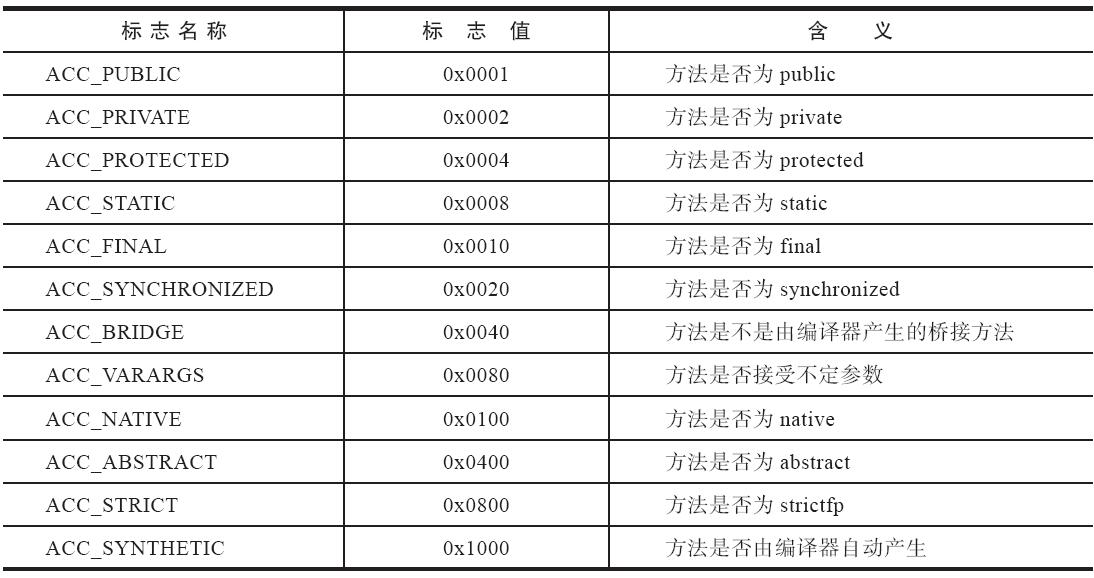 标志名称 标志值 含义
ACC_PUBLIC 0x0001 方法是否为 public
ACC_PRIVATE 0x0002 方法是否为 private
ACC_PROTECTED 0x0004 方法是否为 protected
ACC_STATIC 0x0008 方法是否为 static
ACC_FINAL 0x0010 方法是否为 final
ACC_SYNCHRONIZED 0x0020 方法是否为 synchronized
ACC_BRIDGE 0x0040 方法是不是由编译器产生的桥接方法
ACC_VARARGS 0x0080 方法是否接受不定参数
ACC_NATIVE 0x0100 方法是否为 native
ACC_ABSTRACT 0x0400 方法是否为 abstract
ACC_STRICT 0x0800 方法是否为 strictfp
ACC_SYNTHETIC 0x1000 方法是否由编译器自动产生